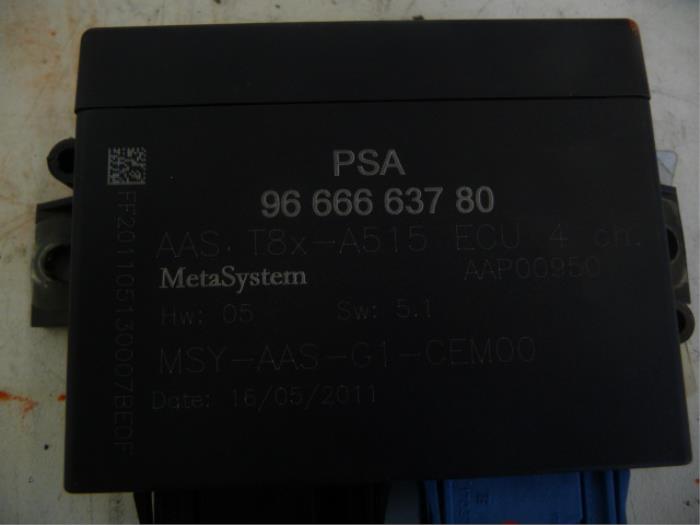 PSA
96 666 637 80
AAS. T8x-A515 ECU 4 ch.
MetaSystem AAP00950
Hw: 05 Sw: 5.1
MSY-AAS-G1-CEM00
Date: 16/05/2011